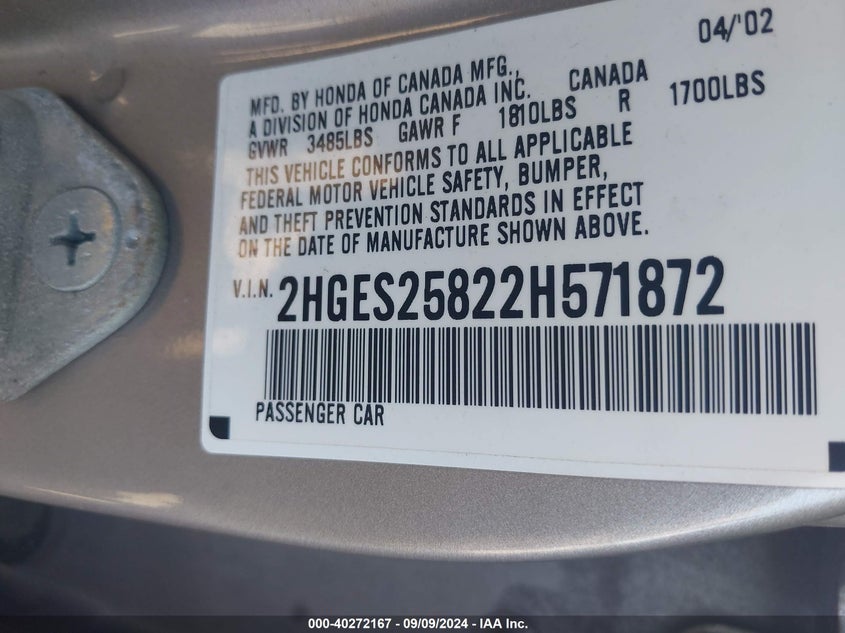 04/'02
MFD. BY HONDA OF CANADA MFG.,
A DIVISION OF HONDA CANADA INC. CANADA
GVWR 3485LBS GAWR F 1810LBS R 1700LBS
THIS VEHICLE CONFORMS TO ALL APPLICABLE
FEDERAL MOTOR VEHICLE SAFETY, BUMPER,
AND THEFT PREVENTION STANDARDS IN EFFECT
ON THE DATE OF MANUFACTURE SHOWN ABOVE.
V.I.N. 2HGES25822H571872
PASSENGER CAR
000-40272167 - 09/09/2024 - IAA Inc.